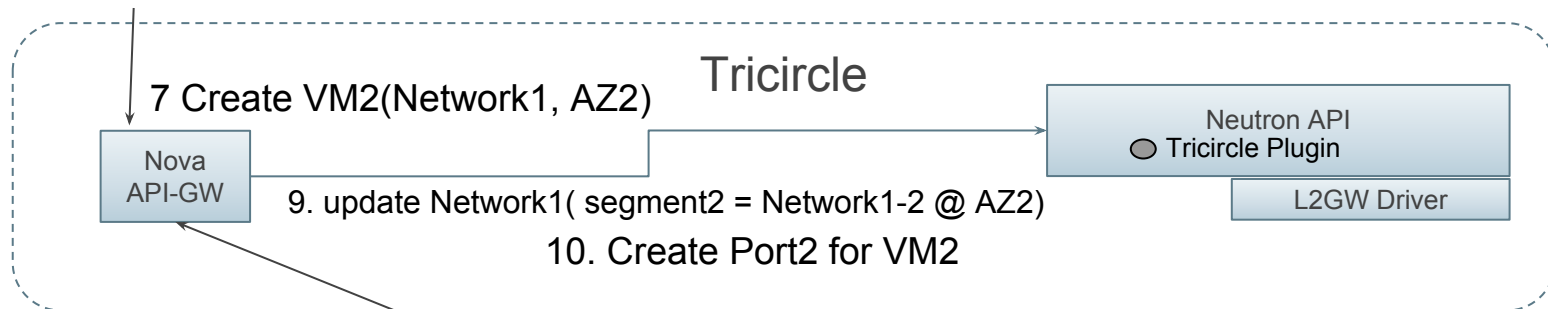 Tricircle
7 Create VM2(Network1, AZ2)
Nova
API-GW
Neutron API
Tricircle Plugin
L2GW Driver
9. update Network1( segment2 = Network1-2 @ AZ2)
10. Create Port2 for VM2